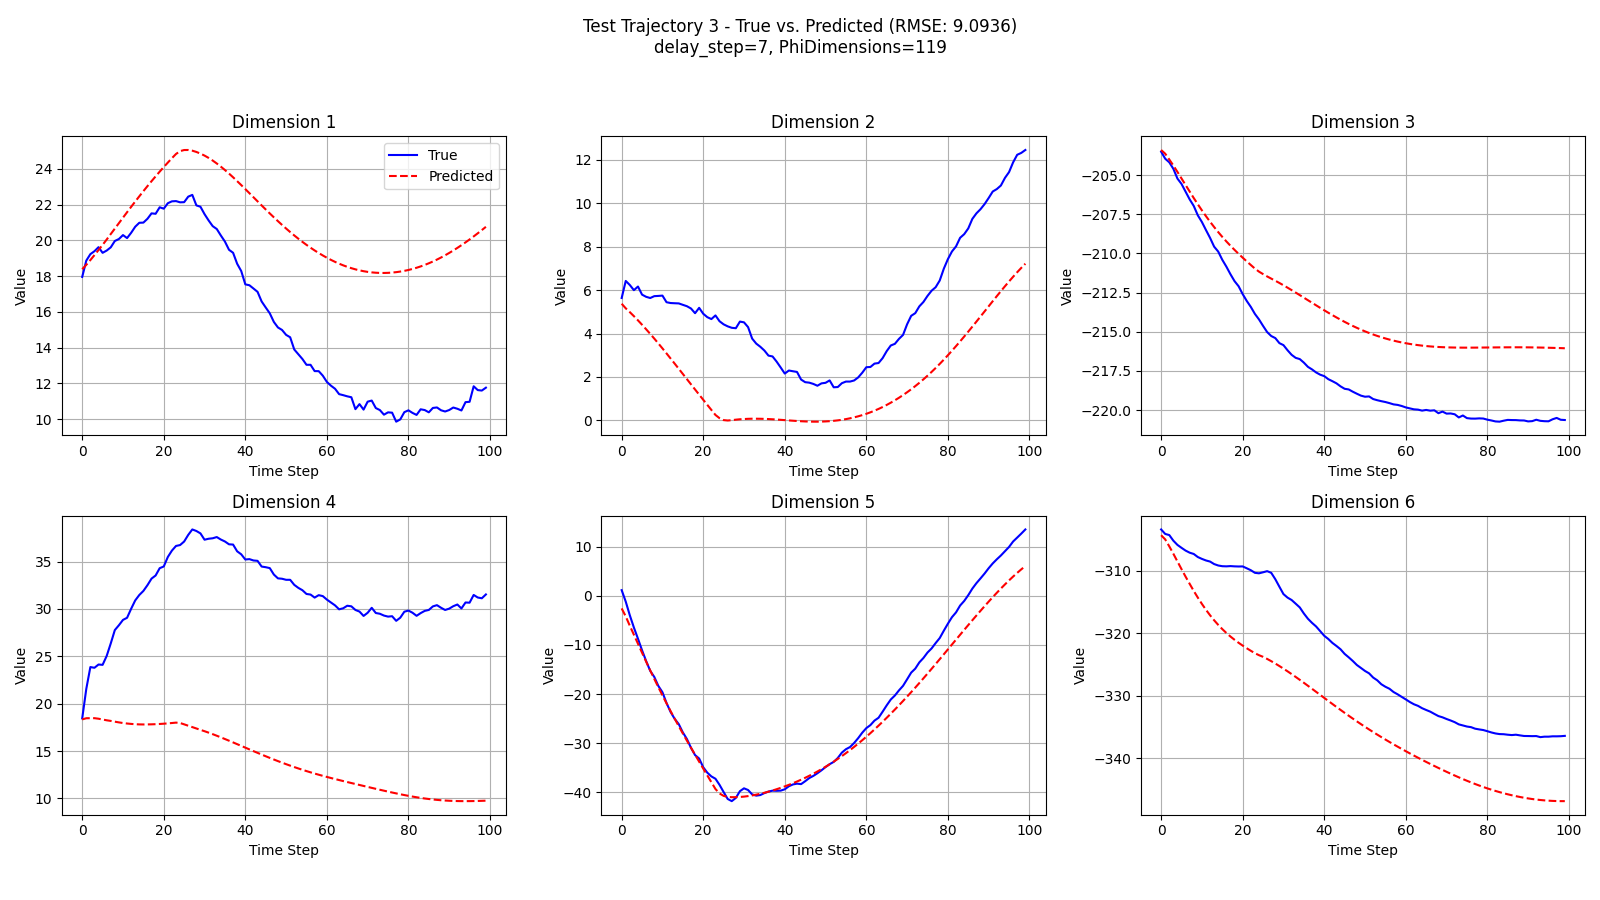 Test Trajectory 3 - True vs. Predicted (RMSE: 9.0936)
delay_step=7, PhiDimensions=119
Dimension 1
Value
24
22
20
18
16
14
12
10
True
Predicted
0 20 40 60 80 100
Time Step
Dimension 2
Value
12
10
8
6
4
2
0
0 20 40 60 80 100
Time Step
Dimension 3
Value
−205.0
−207.5
−210.0
−212.5
−215.0
−217.5
−220.0
0 20 40 60 80 100
Time Step
Dimension 4
Value
35
30
25
20
15
10
0 20 40 60 80 100
Time Step
Dimension 5
Value
10
0
−10
−20
−30
−40
0 20 40 60 80 100
Time Step
Dimension 6
Value
−310
−320
−330
−340
0 20 40 60 80 100
Time Step